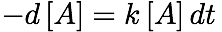 −d [A] = k [A] dt